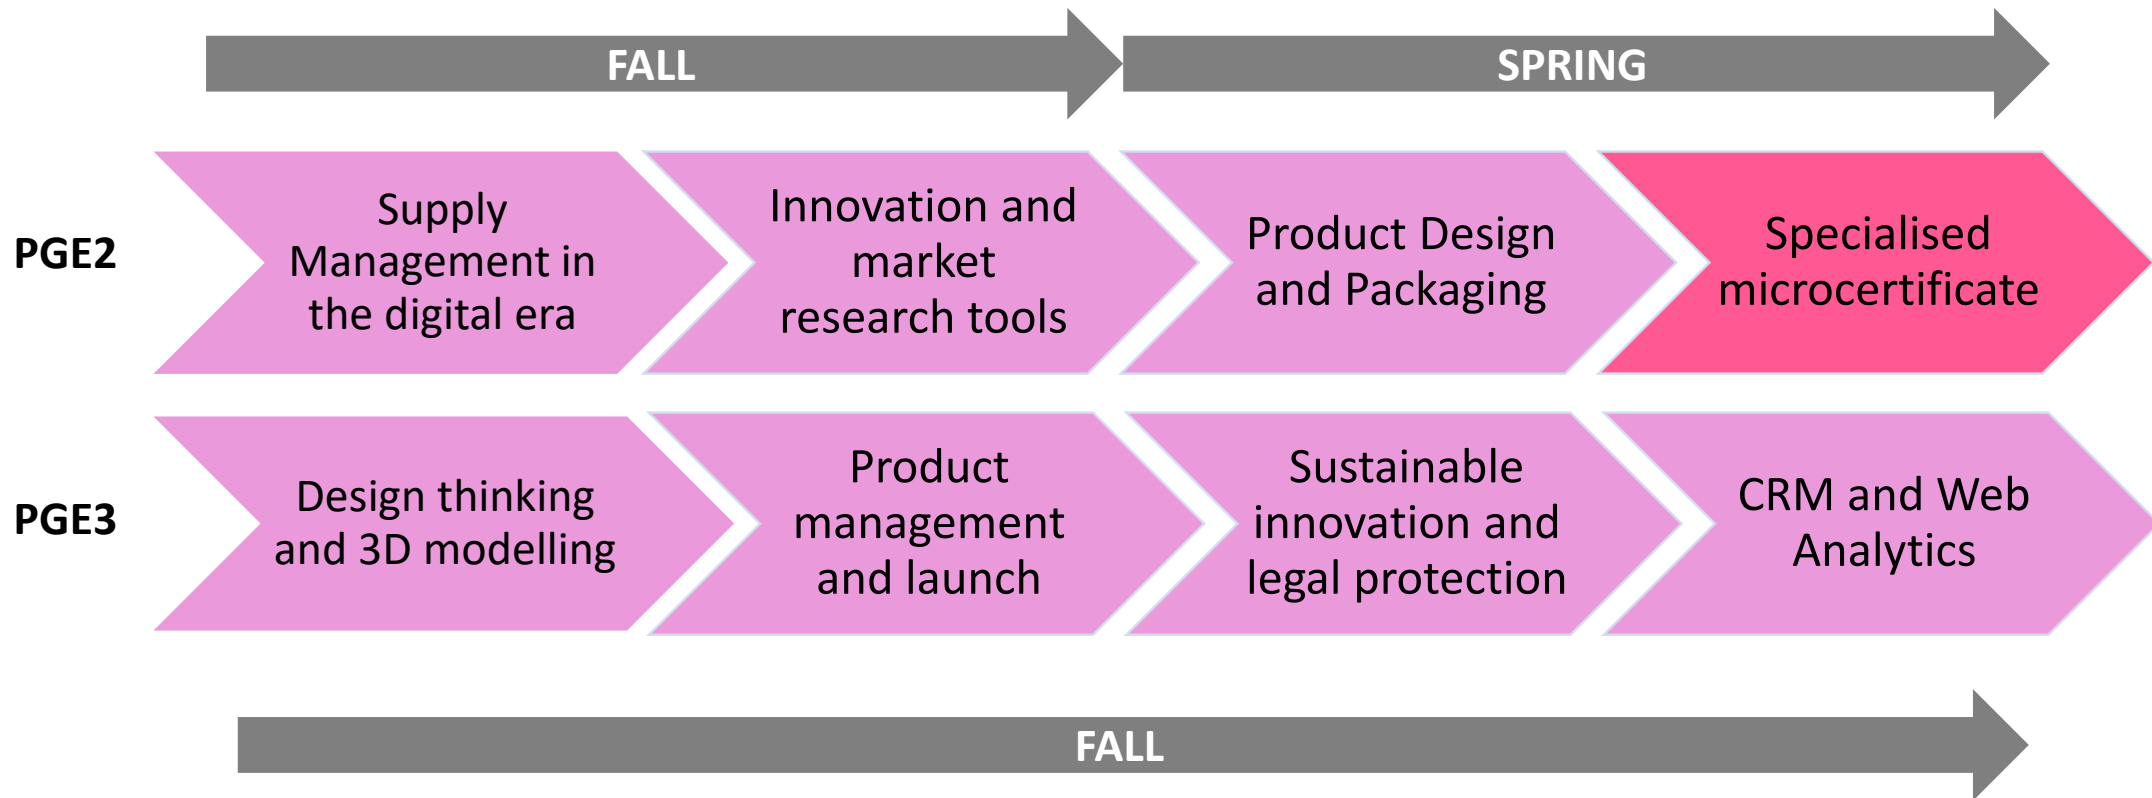 FALL
SPRING
PGE2
Supply
Management in
the digital era
Innovation and
market
research tools
Product Design
and Packaging
Specialised
microcertificate
PGE3
Design thinking
and 3D modelling
Product
management
and launch
Sustainable
innovation and
legal protection
CRM and Web
Analytics
FALL